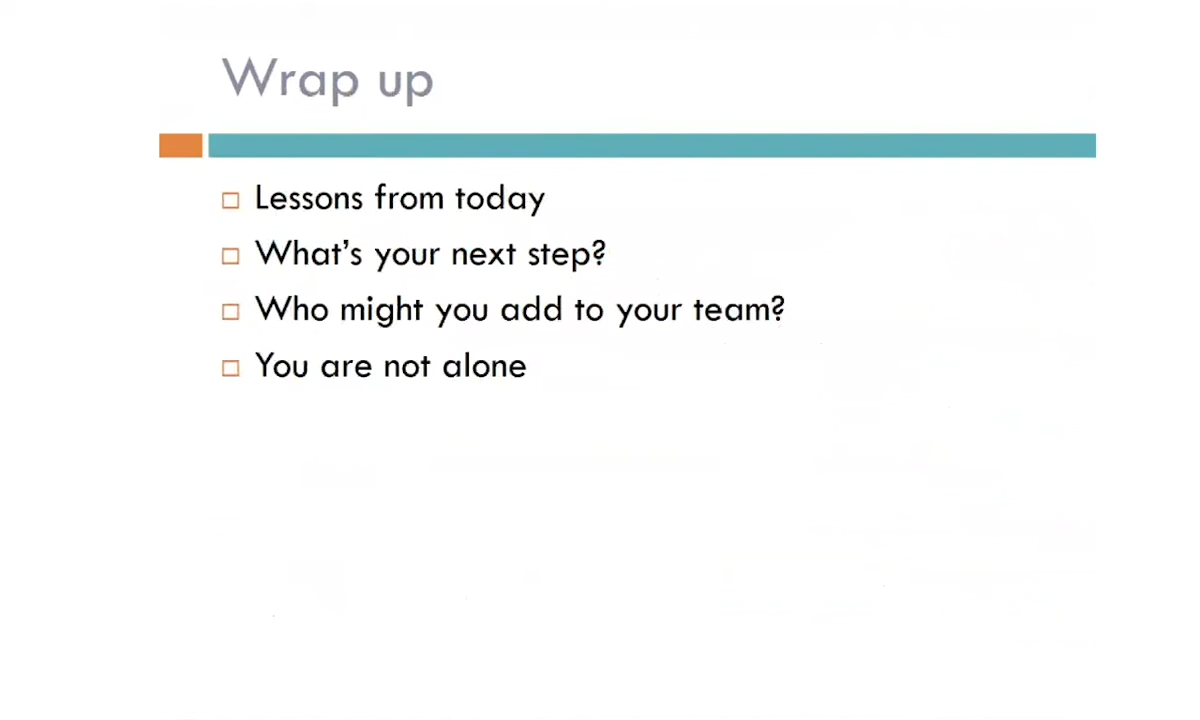 Wrap up
Lessons from today
What’s your next step?
Who might you add to your team?
You are not alone